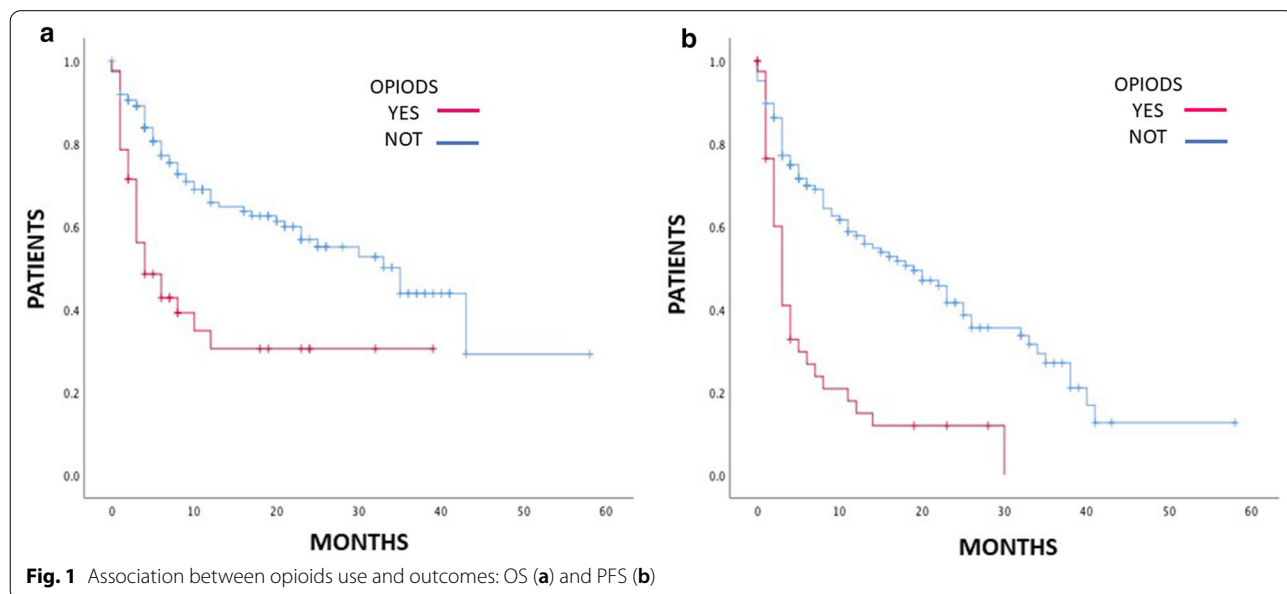 a
1.0
0.8
0.6
0.4
0.2
0.0
PATIENTS
OPIODS
YES
NOT
0 10 20 30 40 50 60
MONTHS
b
1.0
0.8
0.6
0.4
0.2
0.0
PATIENTS
OPIODS
YES
NOT
0 10 20 30 40 50 60
MONTHS
Fig. 1 Association between opioids use and outcomes: OS (a) and PFS (b)